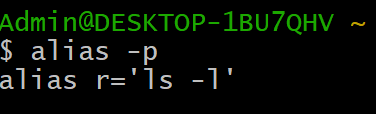 Admin@DESKTOP-1BU7QHV ~
$ alias -p
alias r='ls -l'